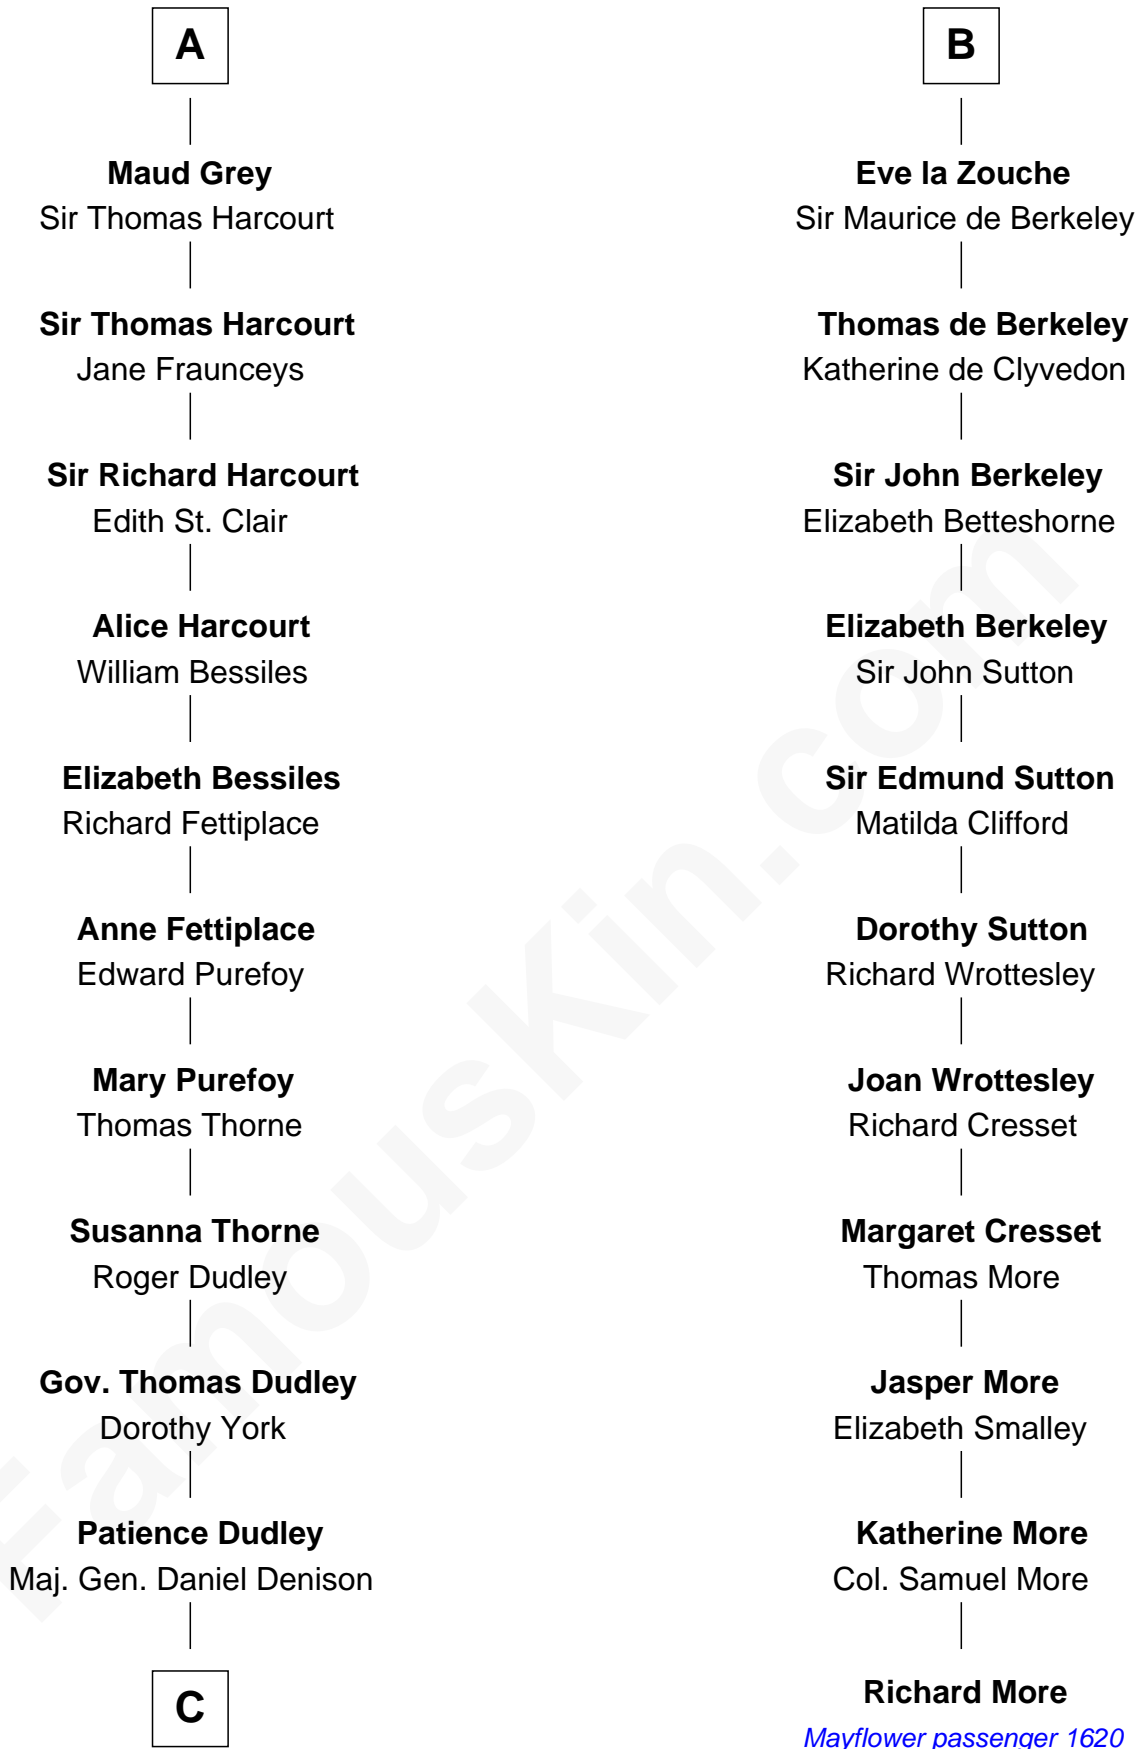 A
Maud Grey
Sir Thomas Harcourt
Sir Thomas Harcourt
Jane Fraunceys
Sir Richard Harcourt
Edith St. Clair
Alice Harcourt
William Bessiles
Elizabeth Bessiles
Richard Fettiplace
Anne Fettiplace
Edward Purefoy
Mary Purefoy
Thomas Thorne
Susanna Thorne
Roger Dudley
Gov. Thomas Dudley
Dorothy York
Patience Dudley
Maj. Gen. Daniel Denison
C
B
Eve la Zouche
Sir Maurice de Berkeley
Thomas de Berkeley
Katherine de Clyvedon
Sir John Berkeley
Elizabeth Betteshorne
Elizabeth Berkeley
Sir John Sutton
Sir Edmund Sutton
Matilda Clifford
Dorothy Sutton
Richard Wrottesley
Joan Wrottesley
Richard Cresset
Margaret Cresset
Thomas More
Jasper More
Elizabeth Smalley
Katherine More
Col. Samuel More
Richard More
Mayflower passenger 1620
FamousKin.com